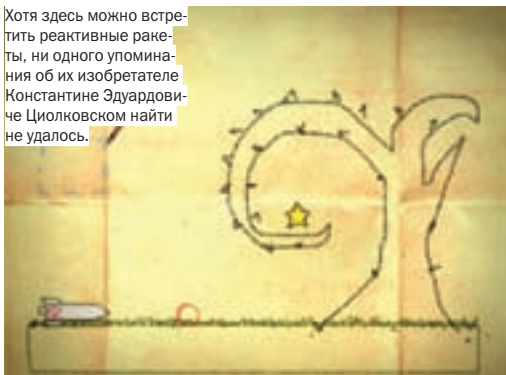 Хотя здесь можно встре-
тить реактивные раке-
ты, ни одного упомина-
ния об их изобретателе
Константине Эдуардови-
че Циолковском найти
не удалось.